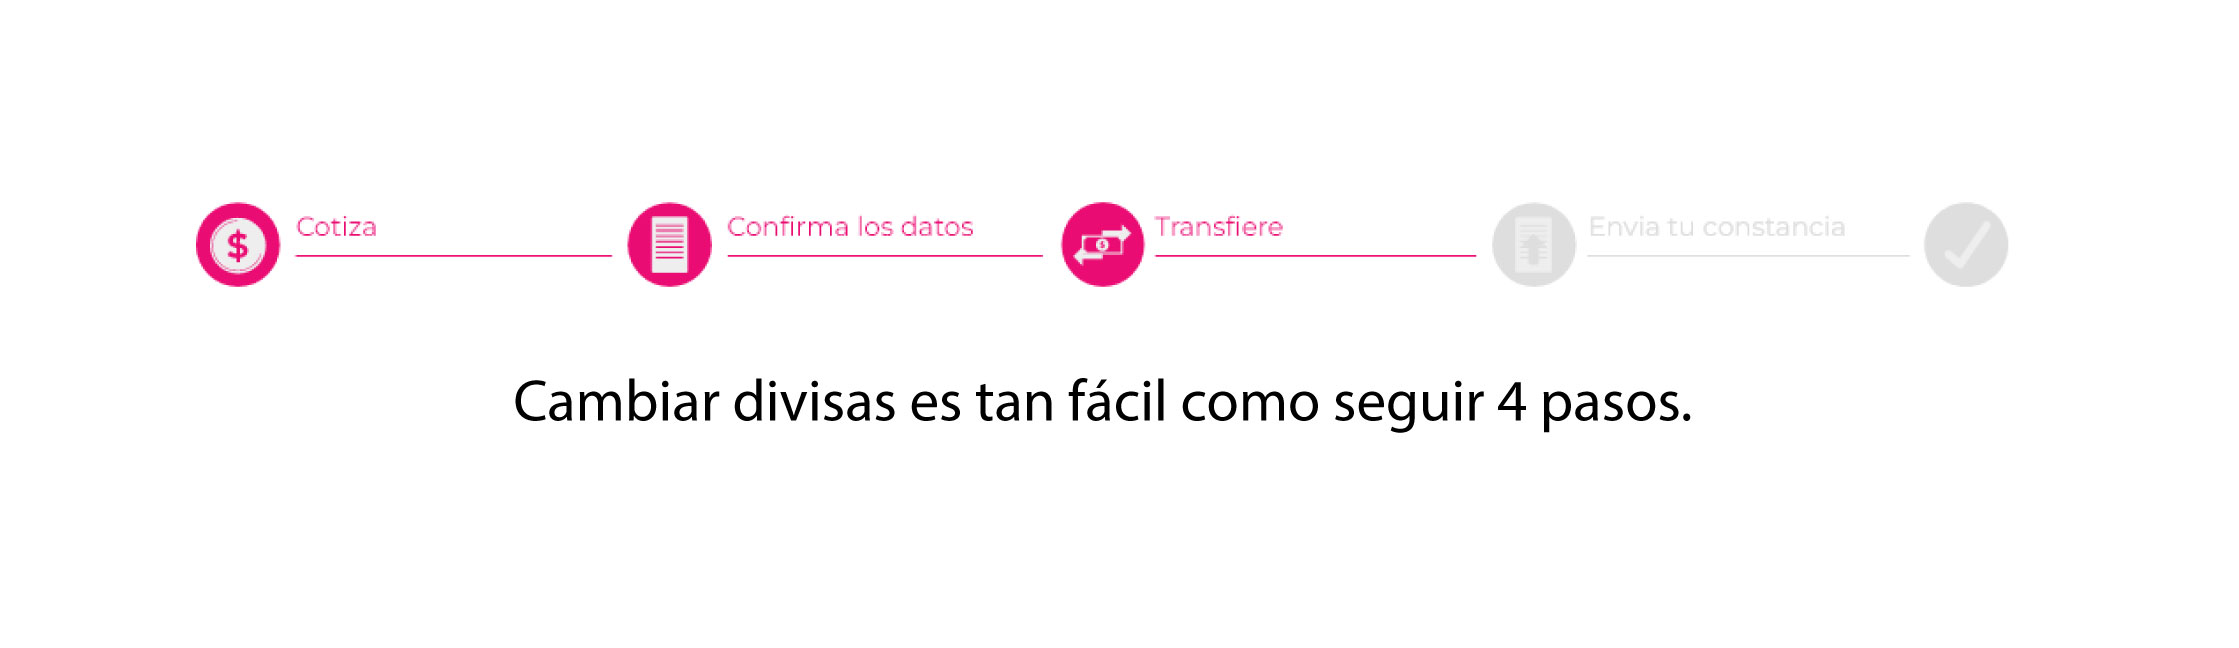 $ Cotiza Confirma los datos $ Transfiere Envia tu constancia
Cambiar divisas es tan fácil como seguir 4 pasos.